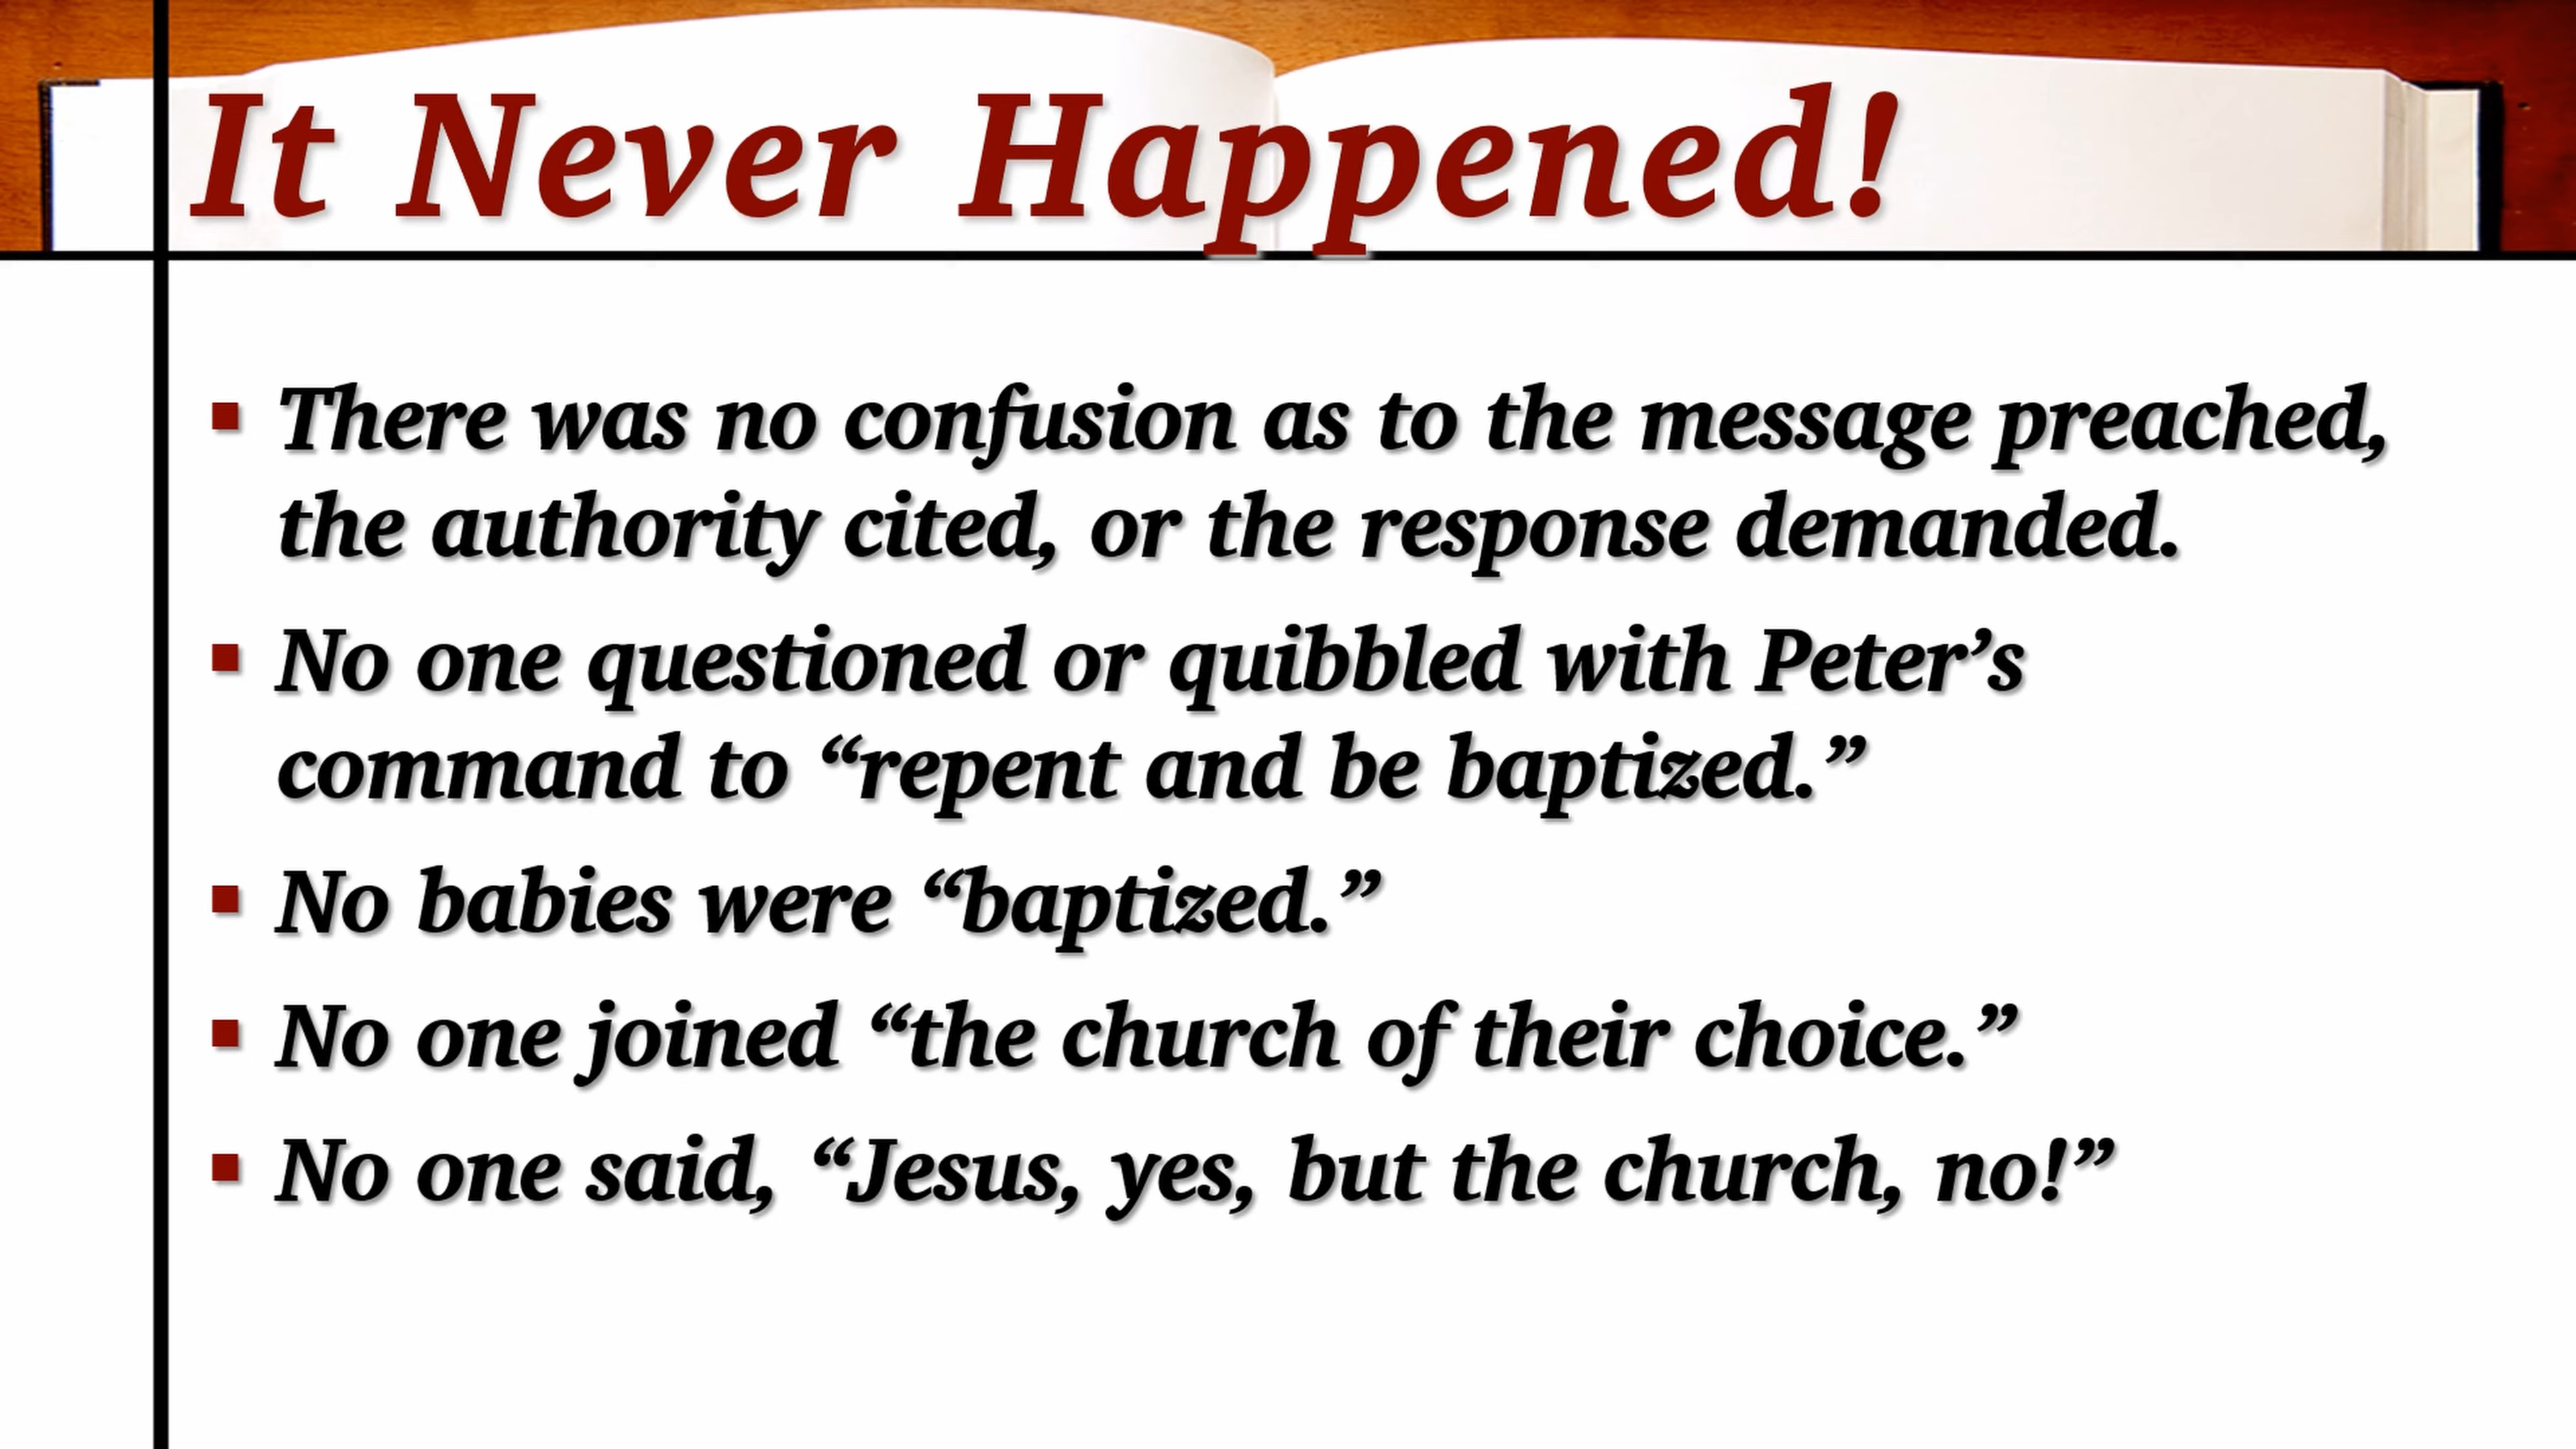 It Never Happened!
▪ There was no confusion as to the message preached,
the authority cited, or the response demanded.
▪ No one questioned or quibbled with Peter’s
command to “repent and be baptized.”
▪ No babies were “baptized.”
▪ No one joined “the church of their choice.”
▪ No one said, “Jesus, yes, but the church, no!”